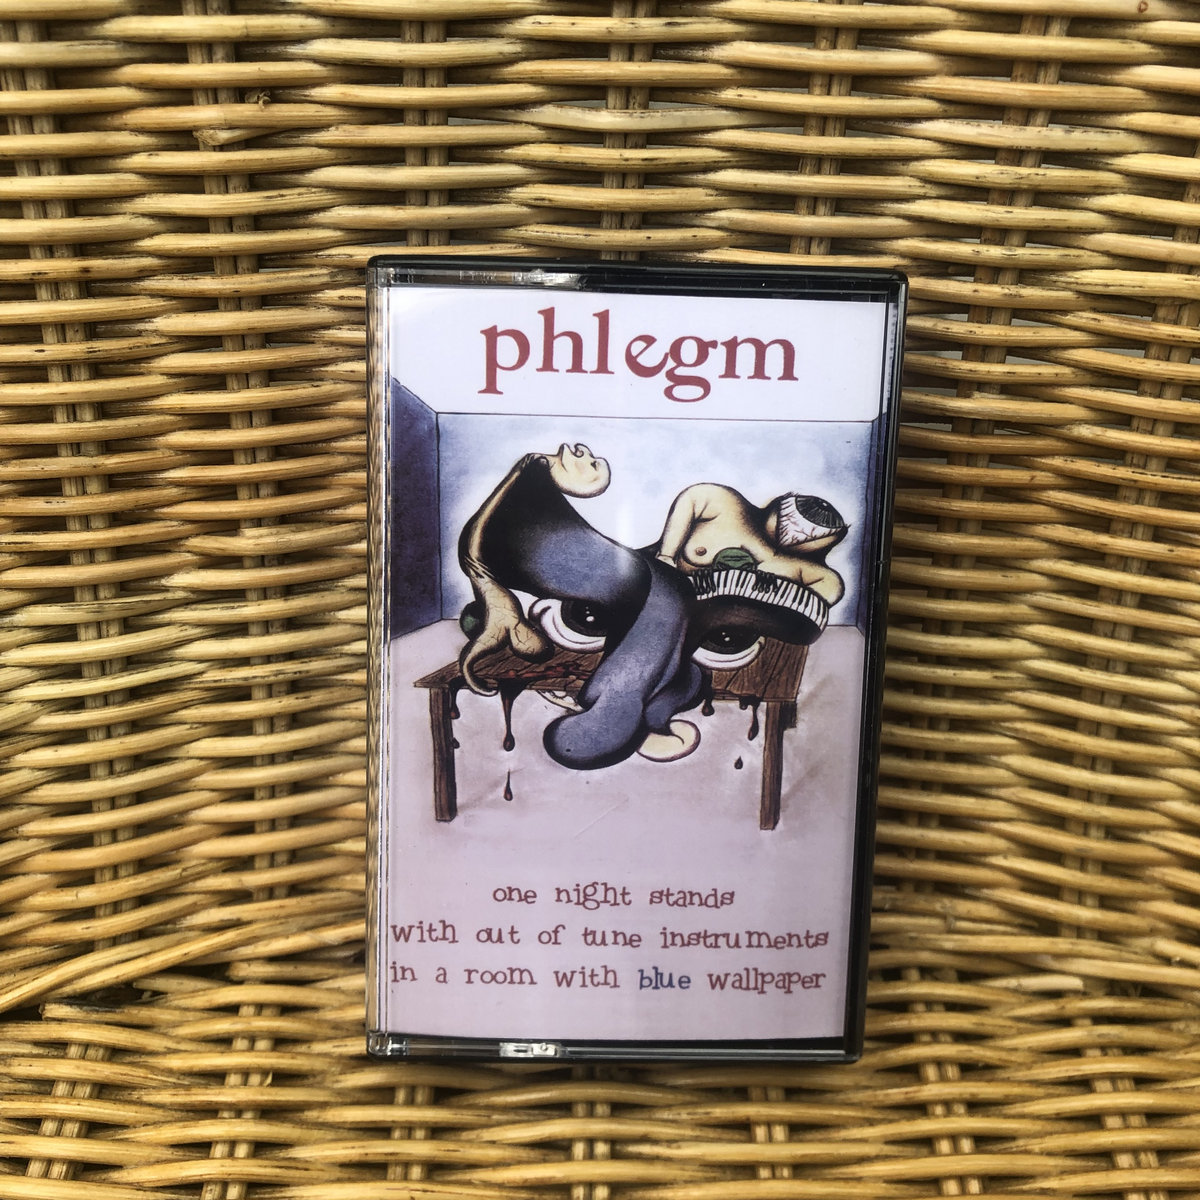 phlegm
one night stands
with out of tune instruments
in a room with blue wallpaper